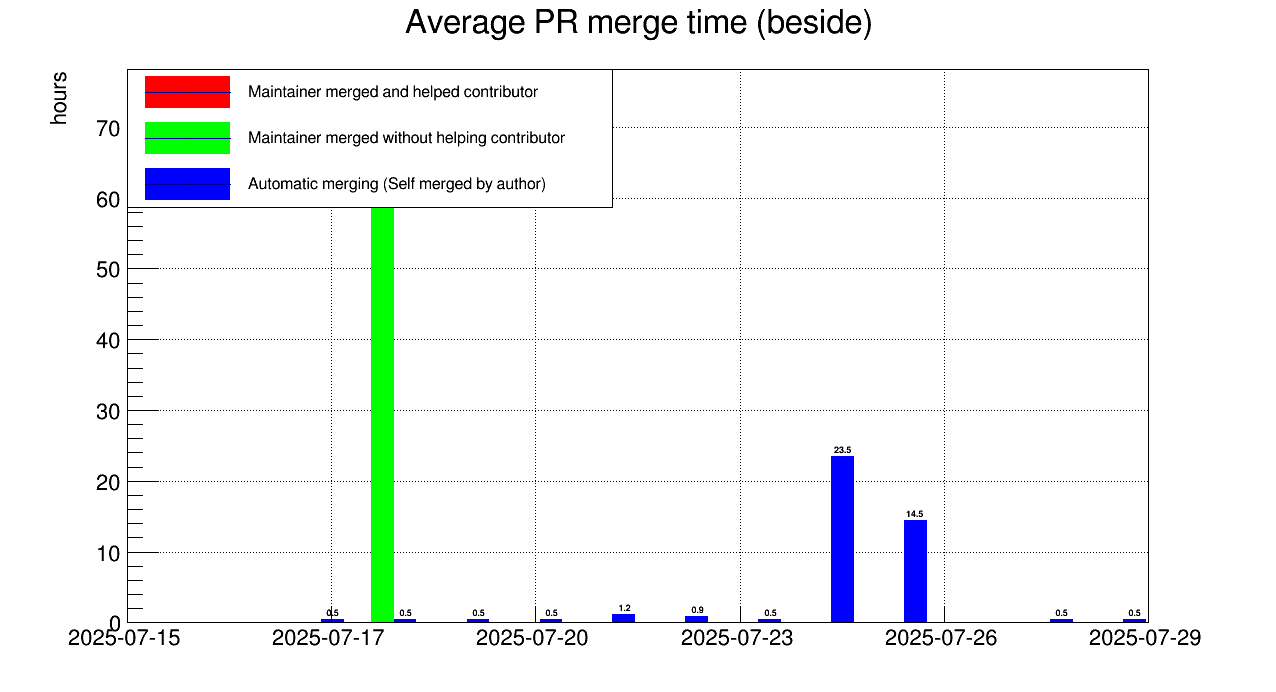 Average PR merge time (beside)
hours
Maintainer merged and helped contributor
Maintainer merged without helping contributor
Automatic merging (Self merged by author)
70
60
50
40
30
20
10
0
23.5
14.5
0.5 0.5 0.5 0.5 1.2 0.9 0.5 0.5 0.5
2025-07-15 2025-07-17 2025-07-20 2025-07-23 2025-07-26 2025-07-29